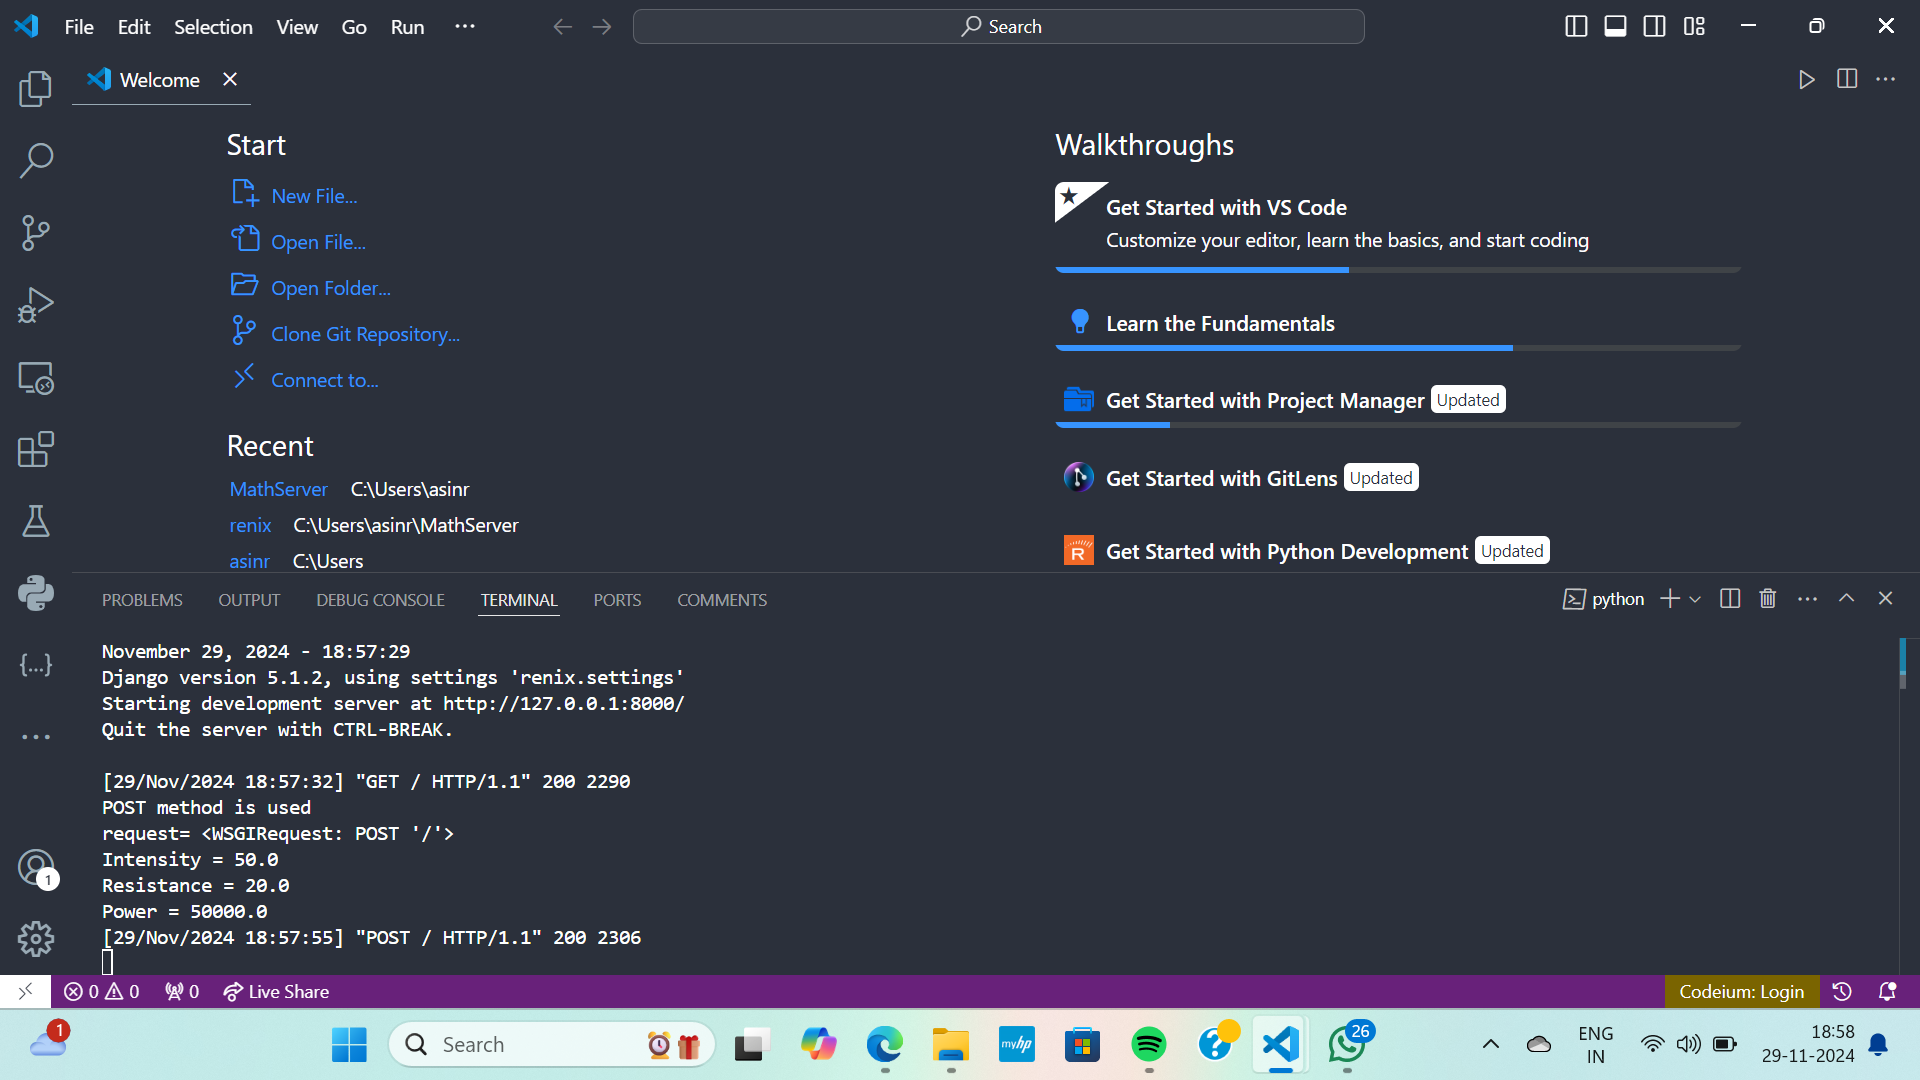 File Edit Selection View Go Run ···
Search
Welcome
Start
New File...
Open File...
Open Folder...
Clone Git Repository...
Connect to...
Recent
MathServer C:\Users\asinr
renix C:\Users\asinr\MathServer
asinr C:\Users
Walkthroughs
Get Started with VS Code
Customize your editor, learn the basics, and start coding
Learn the Fundamentals
Get Started with Project Manager Updated
Get Started with GitLens Updated
R Get Started with Python Development Updated
PROBLEMS OUTPUT DEBUG CONSOLE TERMINAL PORTS COMMENTS
python
November 29, 2024 - 18:57:29
Django version 5.1.2, using settings 'renix.settings'
Starting development server at http://127.0.0.1:8000/
Quit the server with CTRL-BREAK.
[29/Nov/2024 18:57:32] "GET / HTTP/1.1" 200 2290
POST method is used
request= <WSGIRequest: POST '/'>
Intensity = 50.0
Resistance = 20.0
Power = 50000.0
[29/Nov/2024 18:57:55] "POST / HTTP/1.1" 200 2306
1
0 0 0 Live Share
Codeium: Login
1
Search
myhp
26
ENG
IN
18:58
29-11-2024